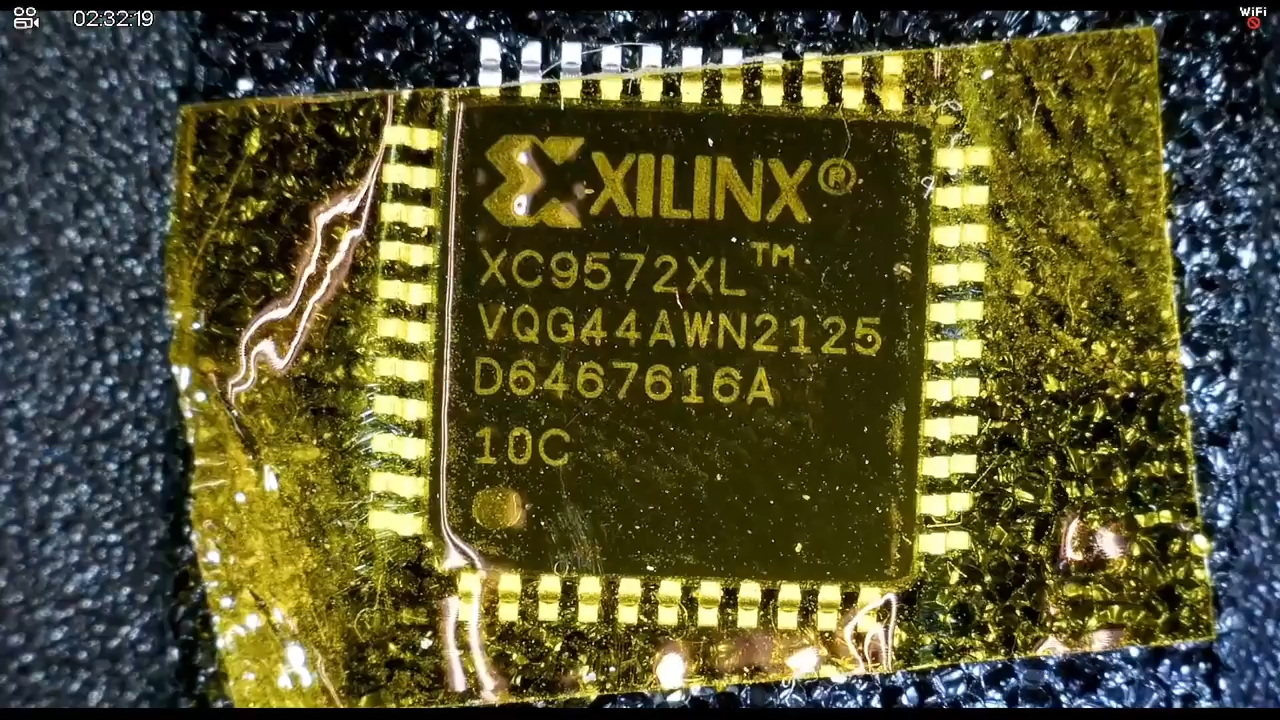 02:32:19
WiFi
XILINX®
XC9572XL™
VQG44AWN2125
D6467616A
10C